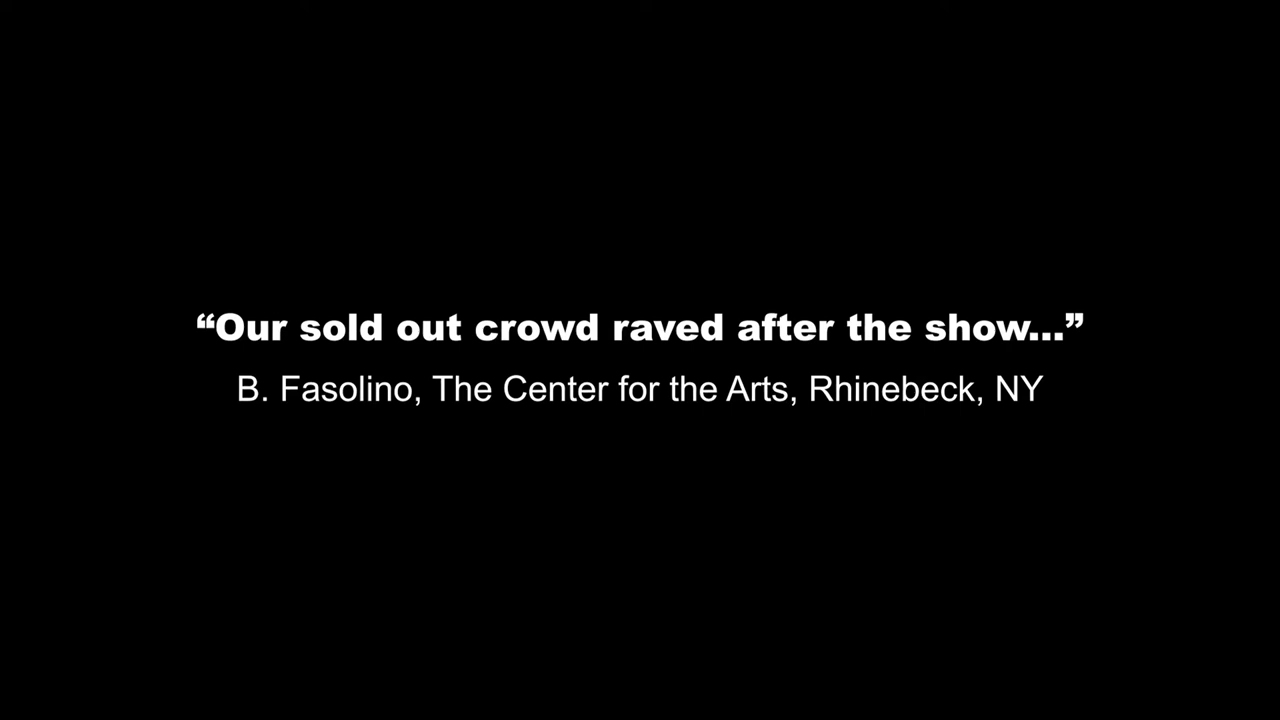 “Our sold out crowd raved after the show...”
B. Fasolino, The Center for the Arts, Rhinebeck, NY